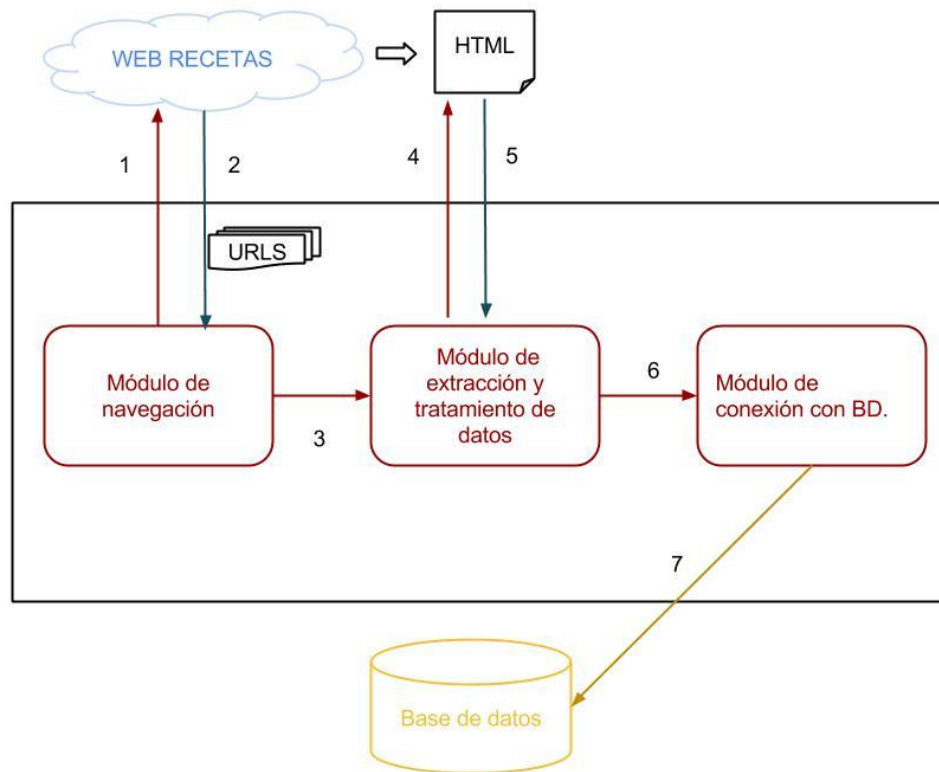 WEB RECETAS
HTML
1
2
4
5
URLS
Módulo de
navegación
3
Módulo de
extracción y
tratamiento de
datos
6
Módulo de
conexión con BD.
7
Base de datos